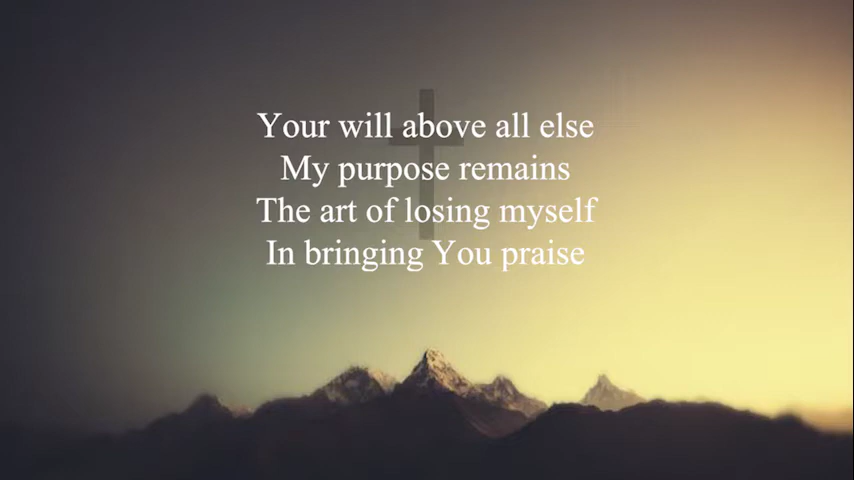 Your will above all else
My purpose remains
The art of losing myself
In bringing You praise